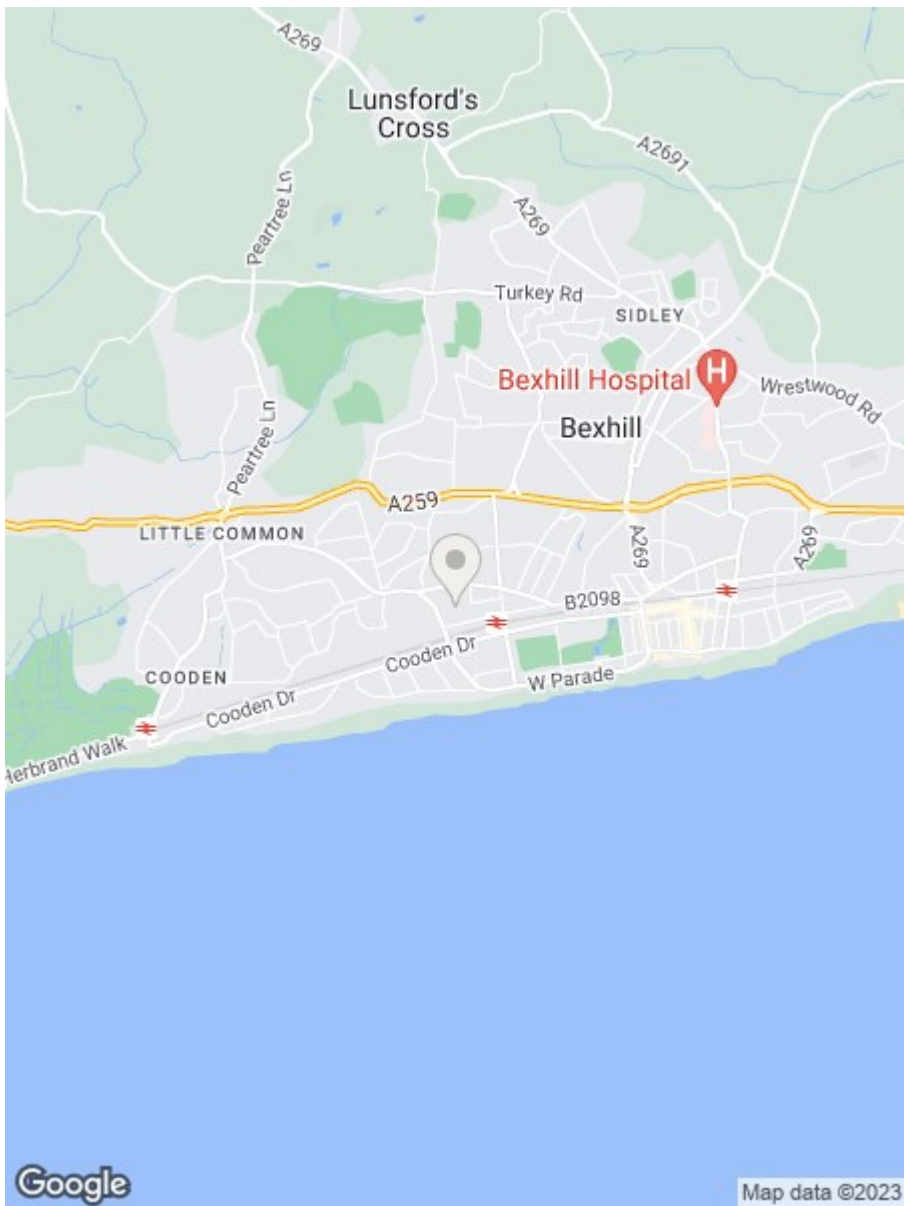 A269
Lunsford's
Cross
A2691
Peartree Ln
A269
Turkey Rd
SIDLEY
Bexhill Hospital
H
Wrestwood Rd
Bexhill
Peartree Ln
A259
LITTLE COMMON
A269
A269
B2098
Cooden Dr
COODEN
W Parade
Cooden Dr
Herbrand Walk
Google
Map data ©2023